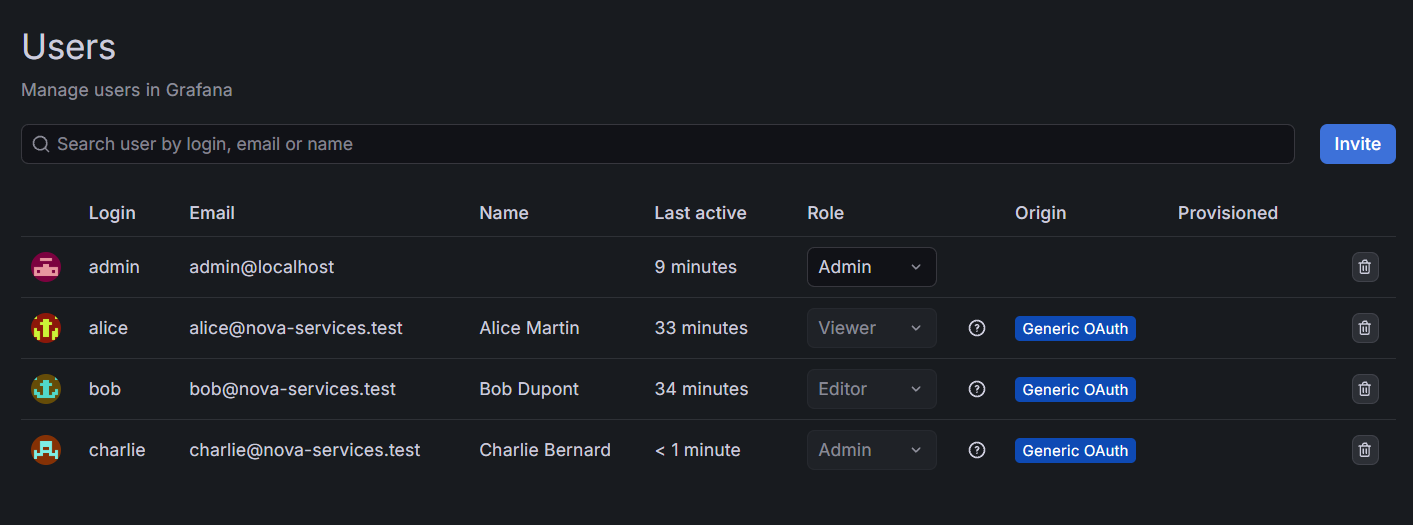 Users
Manage users in Grafana
Search user by login, email or name
Invite
Login Email Name Last active Role Origin Provisioned
admin admin@localhost 9 minutes Admin
alice alice@nova-services.test Alice Martin 33 minutes Viewer Generic OAuth
bob bob@nova-services.test Bob Dupont 34 minutes Editor Generic OAuth
charlie charlie@nova-services.test Charlie Bernard < 1 minute Admin Generic OAuth